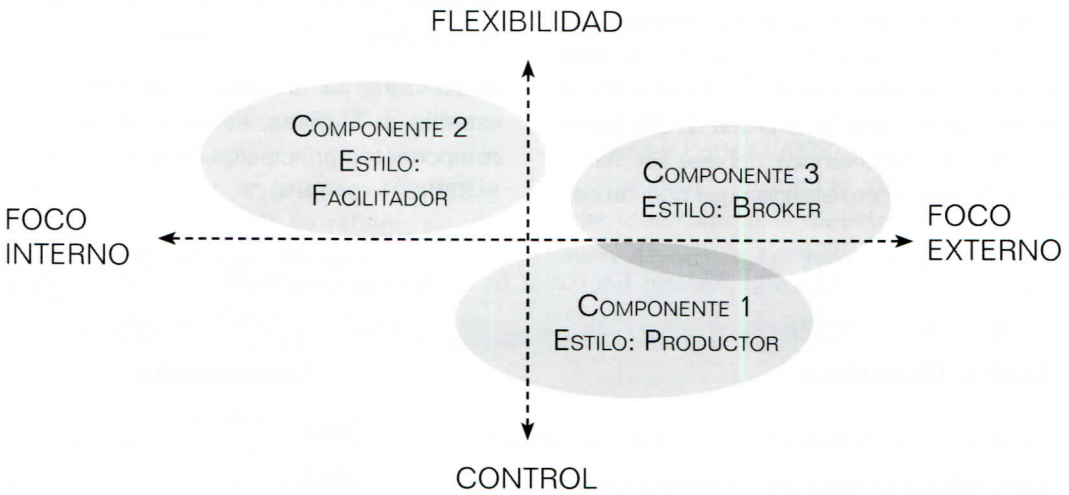 FLEXIBILIDAD
COMPONENTE 2
ESTILO:
FACILITADOR
COMPONENTE 3
ESTILO: BROKER
FOCO
INTERNO
FOCO
EXTERNO
COMPONENTE 1
ESTILO: PRODUCTOR
CONTROL